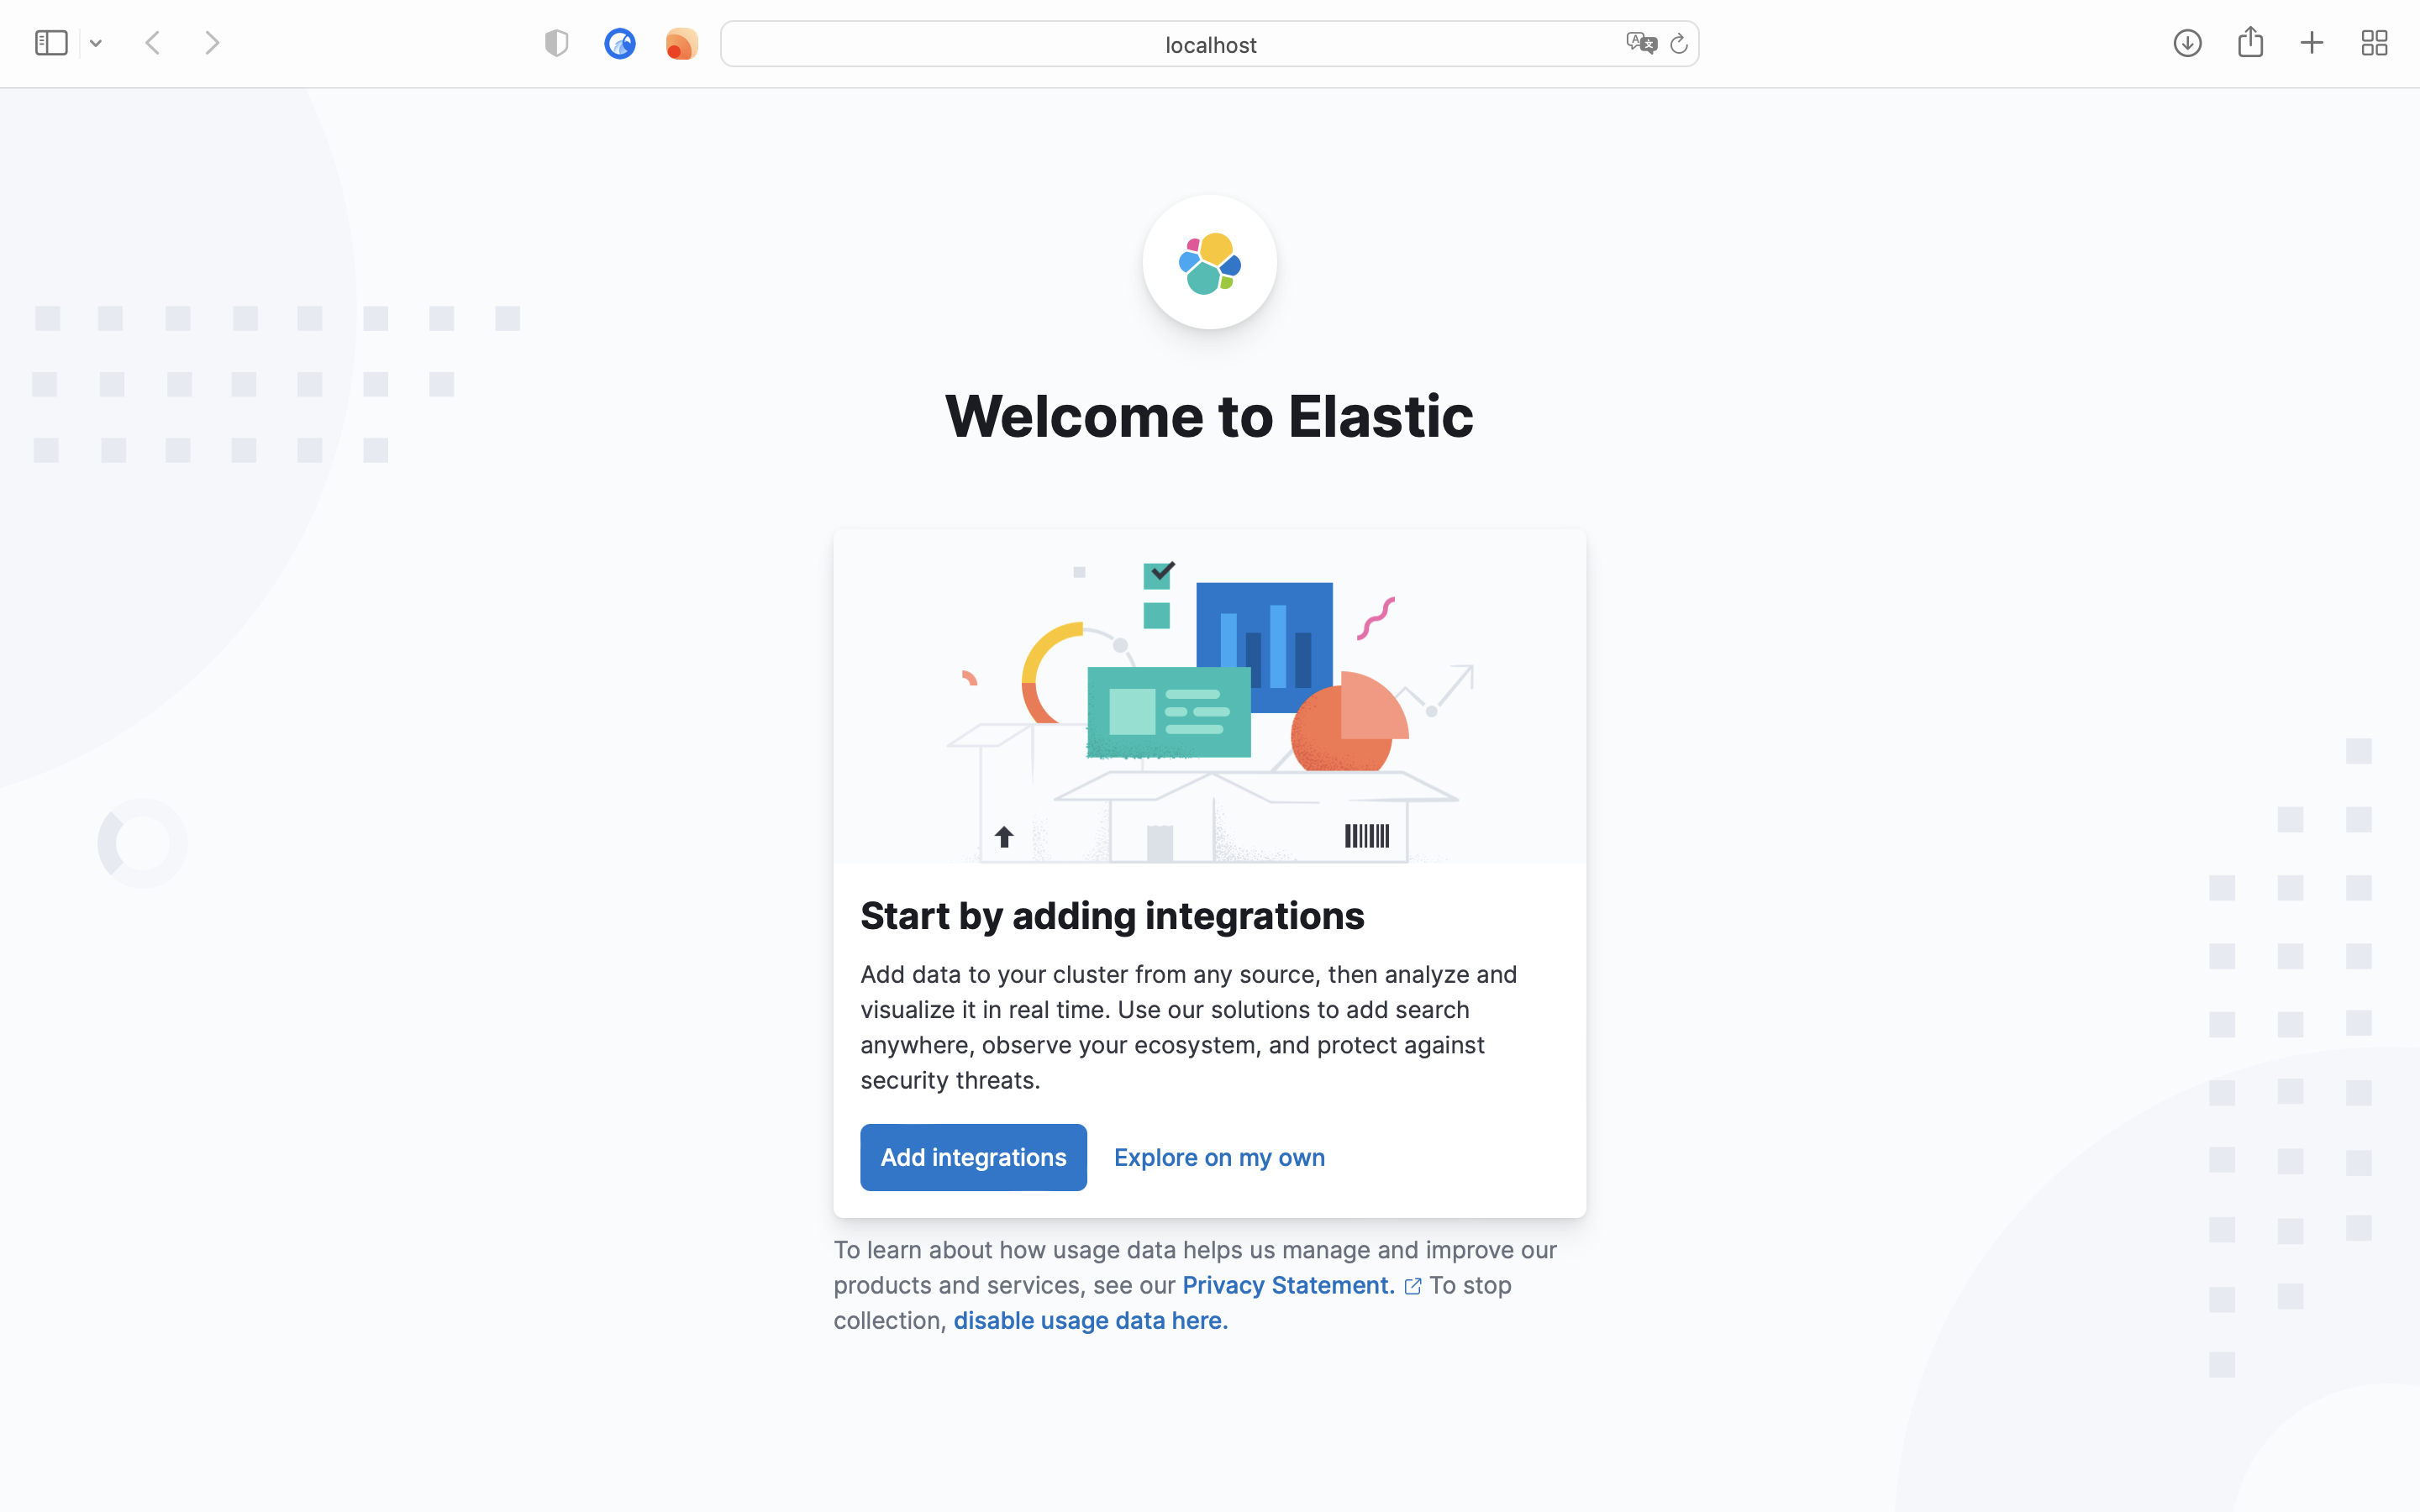 localhost
Welcome to Elastic
Start by adding integrations
Add data to your cluster from any source, then analyze and
visualize it in real time. Use our solutions to add search
anywhere, observe your ecosystem, and protect against
security threats.
Add integrations Explore on my own
To learn about how usage data helps us manage and improve our
products and services, see our Privacy Statement. To stop
collection, disable usage data here.